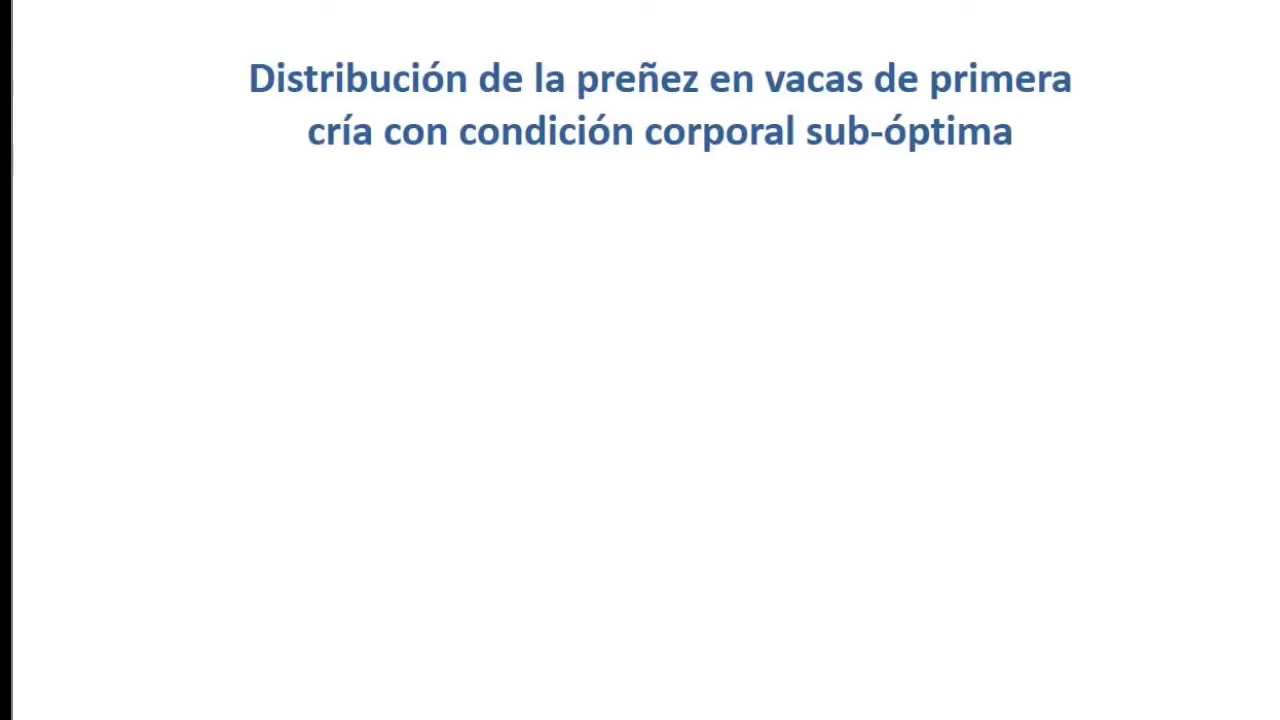 Distribución de la preñez en vacas de primera
cría con condición corporal sub-óptima